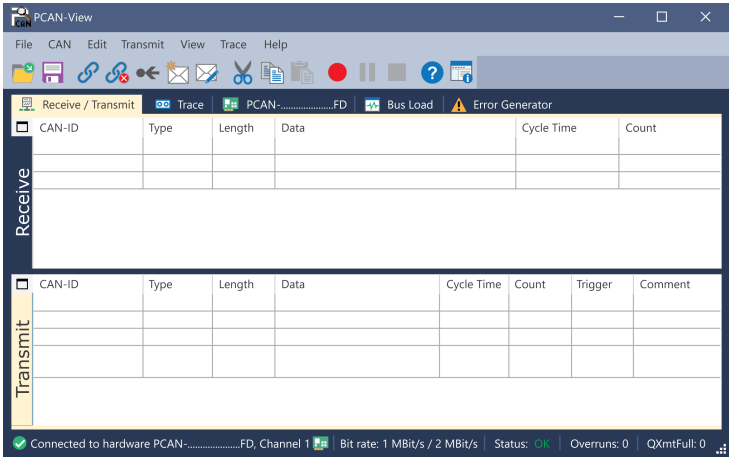 PCAN-View
File CAN Edit Transmit View Trace Help
Receive / Transmit Trace PCAN-.....................FD Bus Load Error Generator
CAN-ID Type Length Data Cycle Time Count
Receive
CAN-ID Type Length Data Cycle Time Count Trigger Comment
Transmit
Connected to hardware PCAN-.....................FD, Channel 1 Bit rate: 1 MBit/s / 2 MBit/s Status: OK Overruns: 0 QXmtFull: 0